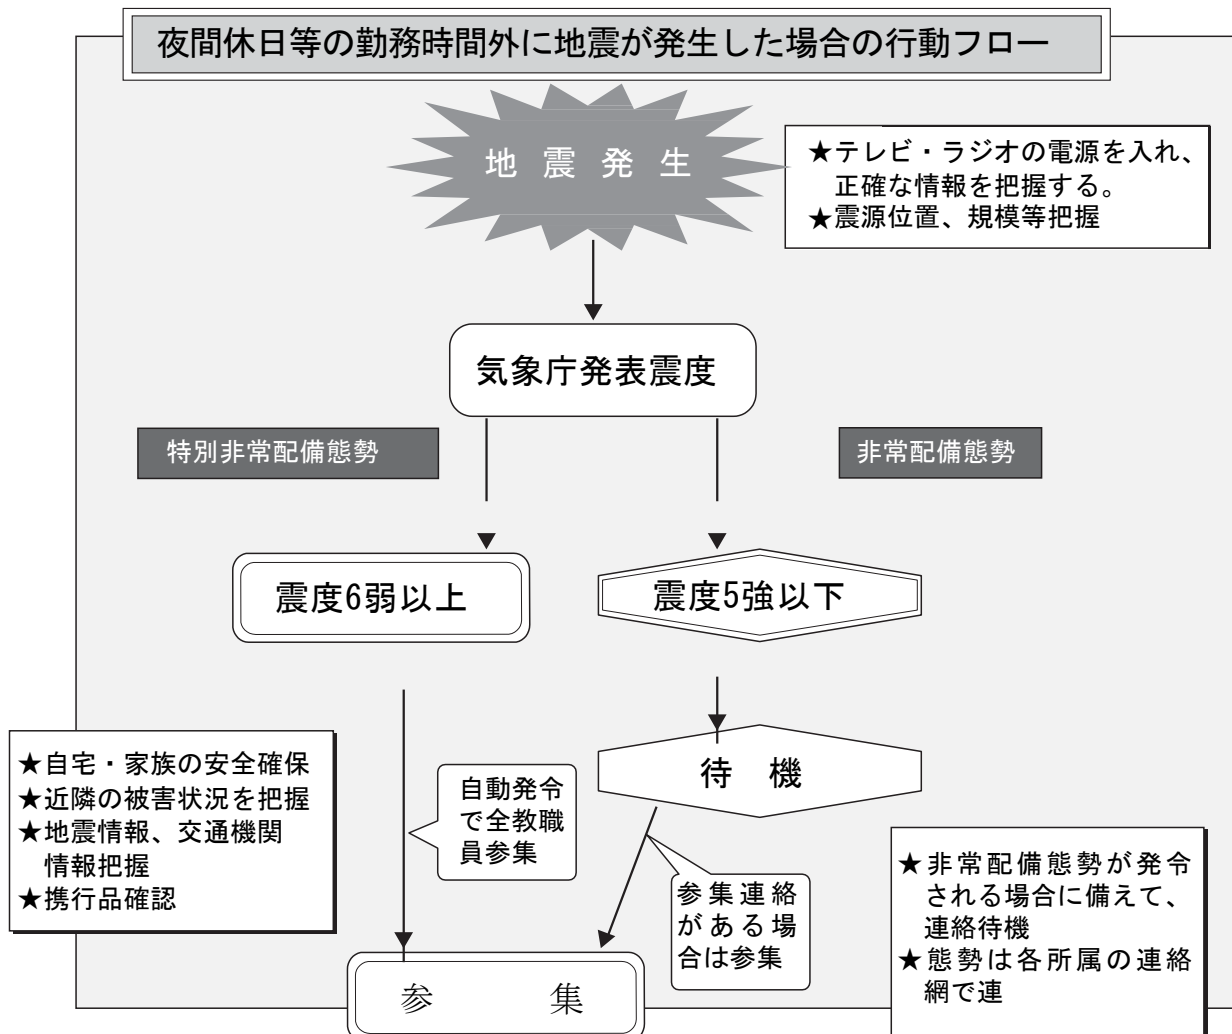 夜間休日等の勤務時間外に地震が発生した場合の行動フロー
地震発生
★テレビ・ラジオの電源を入れ、
正確な情報を把握する。
★震源位置、規模等把握
気象庁発表震度
特別非常配備態勢
非常配備態勢
震度6弱以上
震度5強以下
待機
★自宅・家族の安全確保
★近隣の被害状況を把握
★地震情報、交通機関
情報把握
★携行品確認
自動発令
で全教職
員参集
参集連絡
がある場
合は参集
★非常配備態勢が発令
される場合に備えて、
連絡待機
★態勢は各所属の連絡
網で連
参集